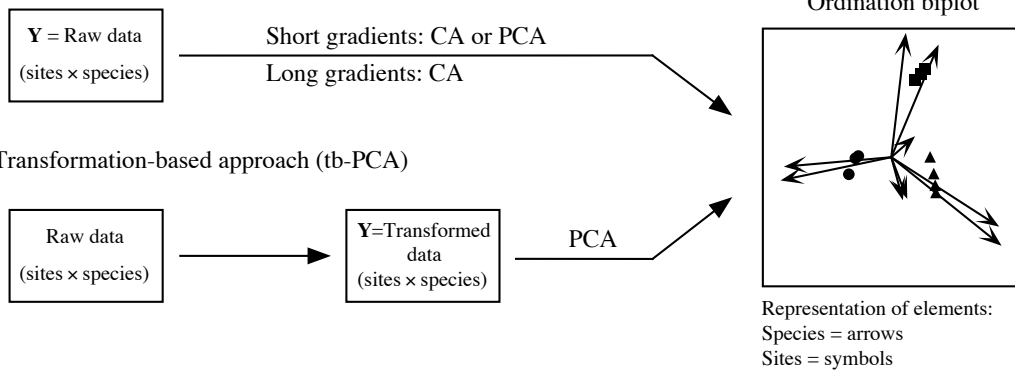 Ordination biplot
Y = Raw data
(sites × species)
Short gradients: CA or PCA
Long gradients: CA
Transformation-based approach (tb-PCA)
Raw data
(sites × species)
Y=Transformed
data
(sites × species)
PCA
Representation of elements:
Species = arrows
Sites = symbols